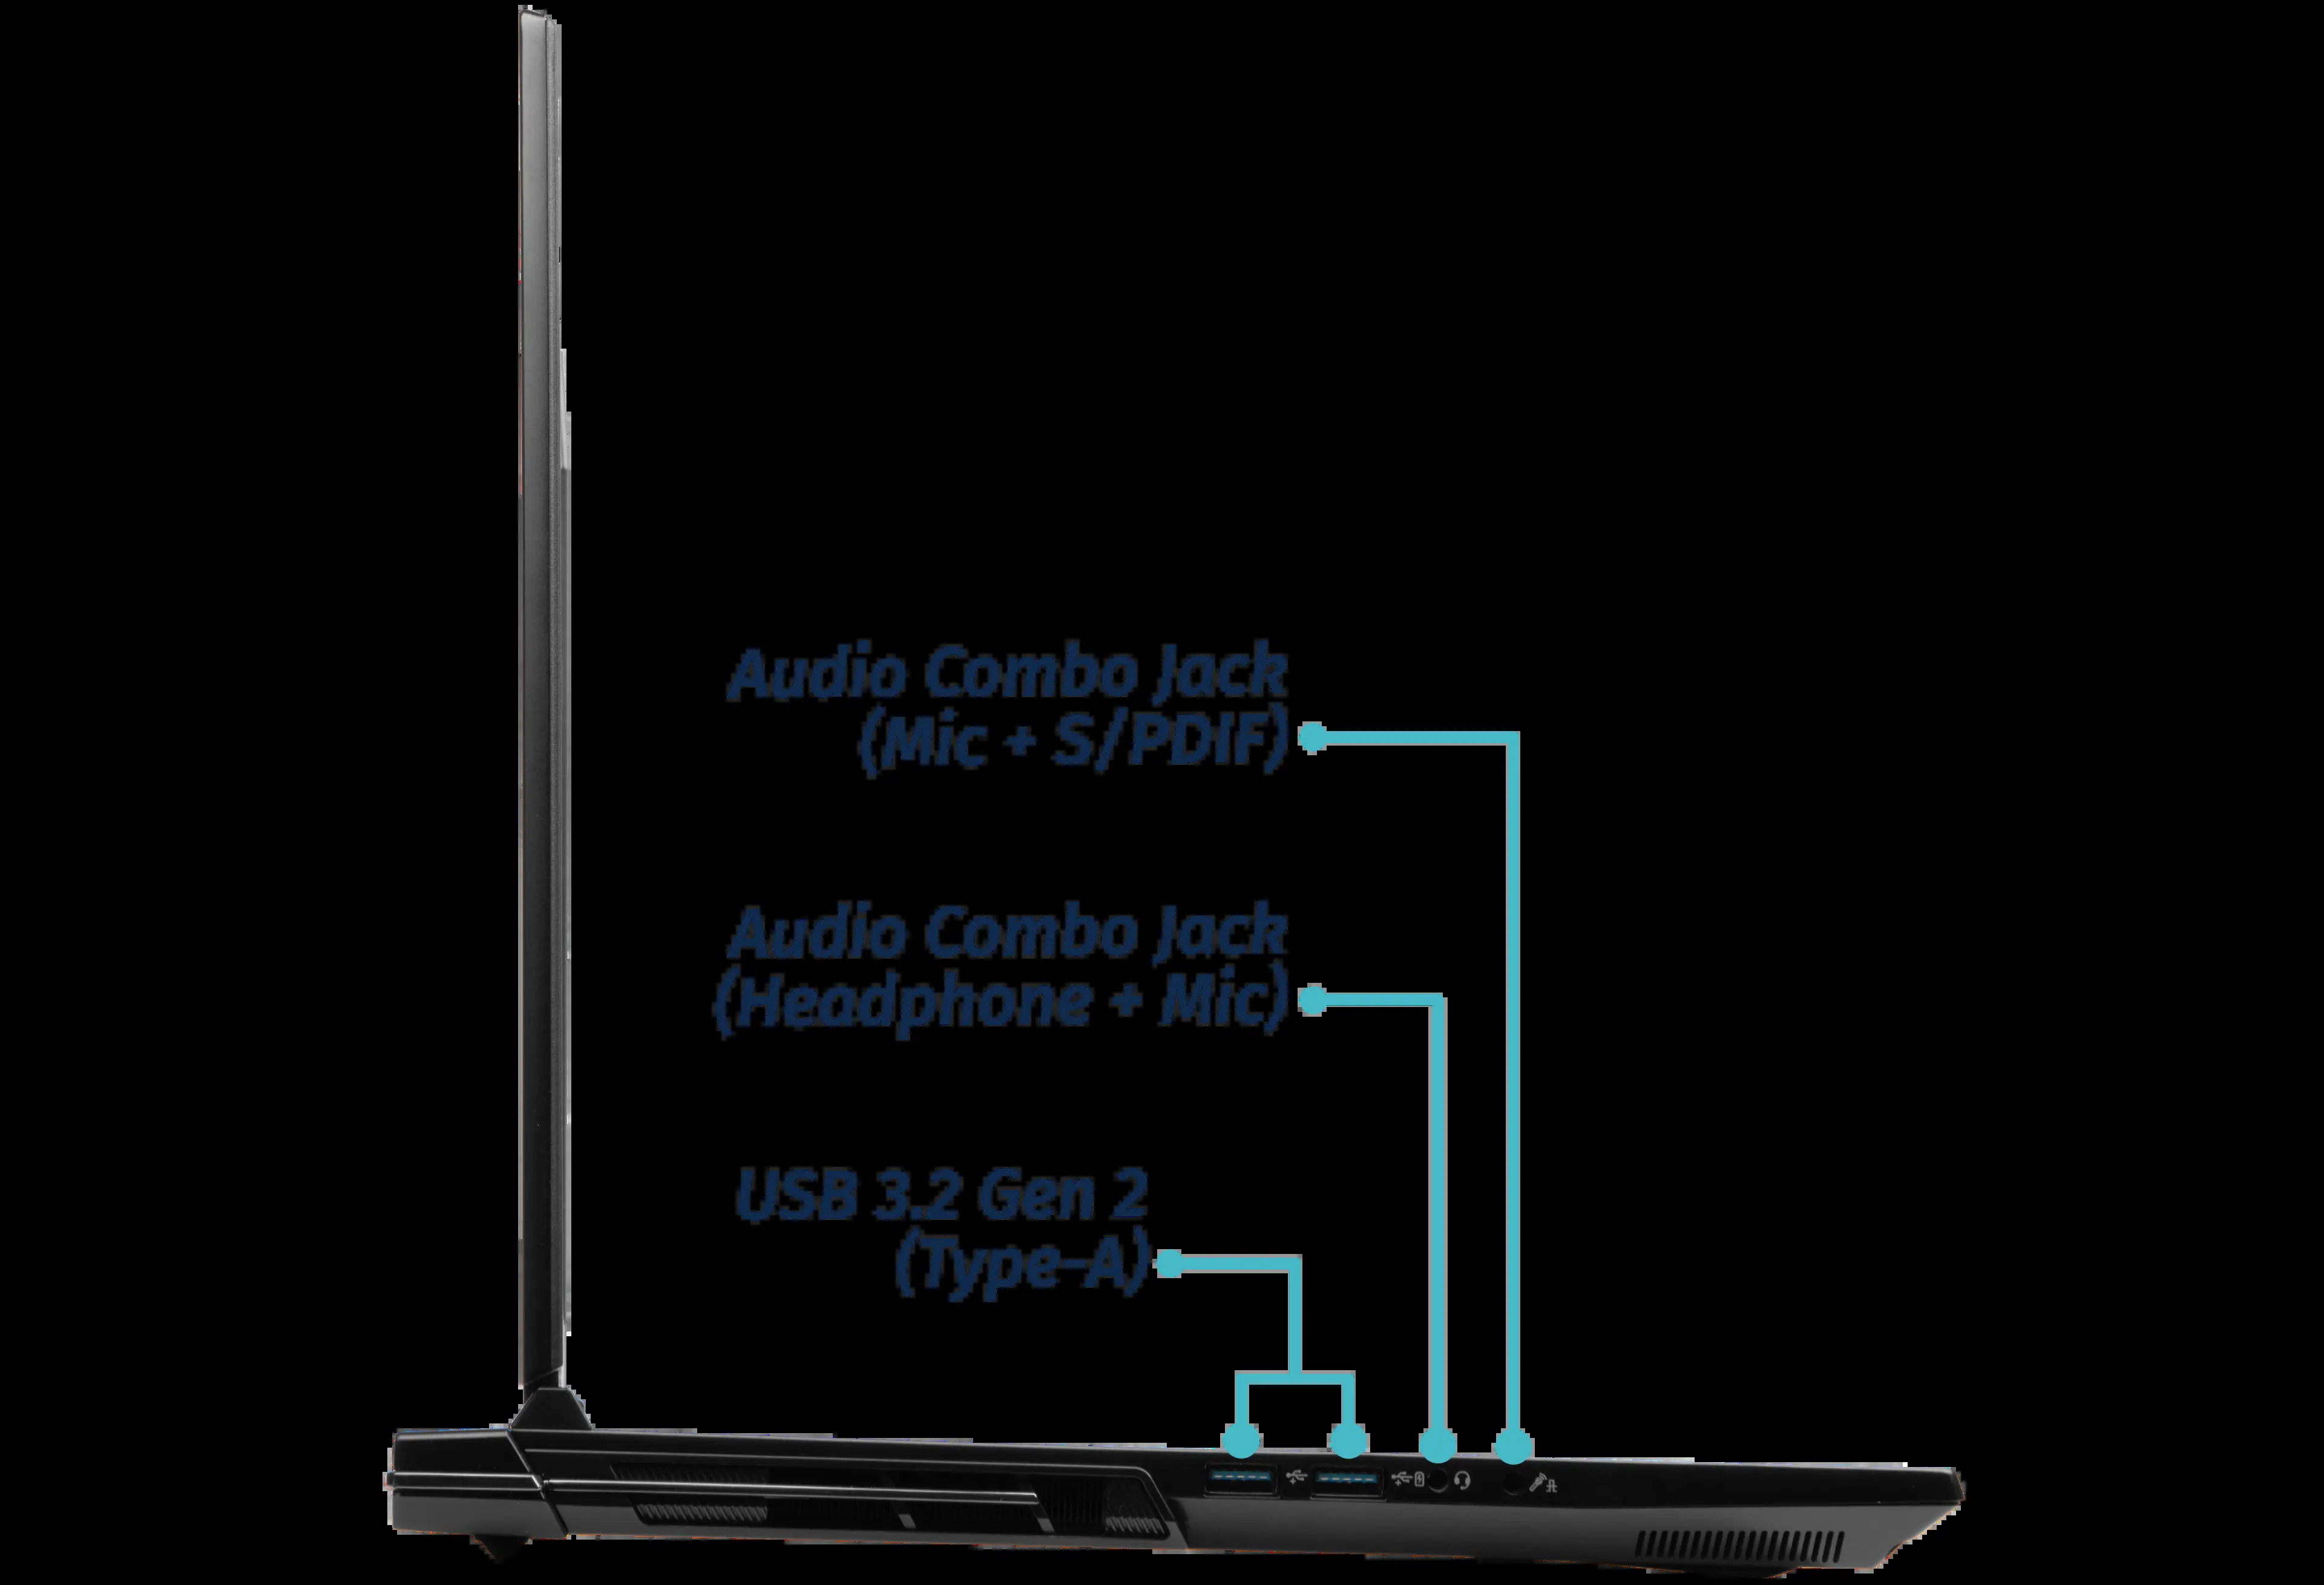 Audio Combo Jack
(Mic + S/PDIF)
Audio Combo Jack
(Headphone + Mic)
USB 3.2 Gen 2
(Type-A)